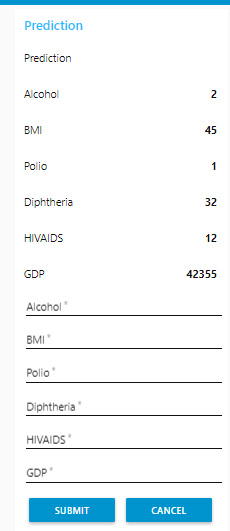 Prediction
Prediction
Alcohol 2
BMI 45
Polio 1
Diphtheria 32
HIVAIDS 12
GDP 42355
Alcohol *
BMI *
Polio *
Diphtheria *
HIVAIDS *
GDP *
SUBMIT CANCEL